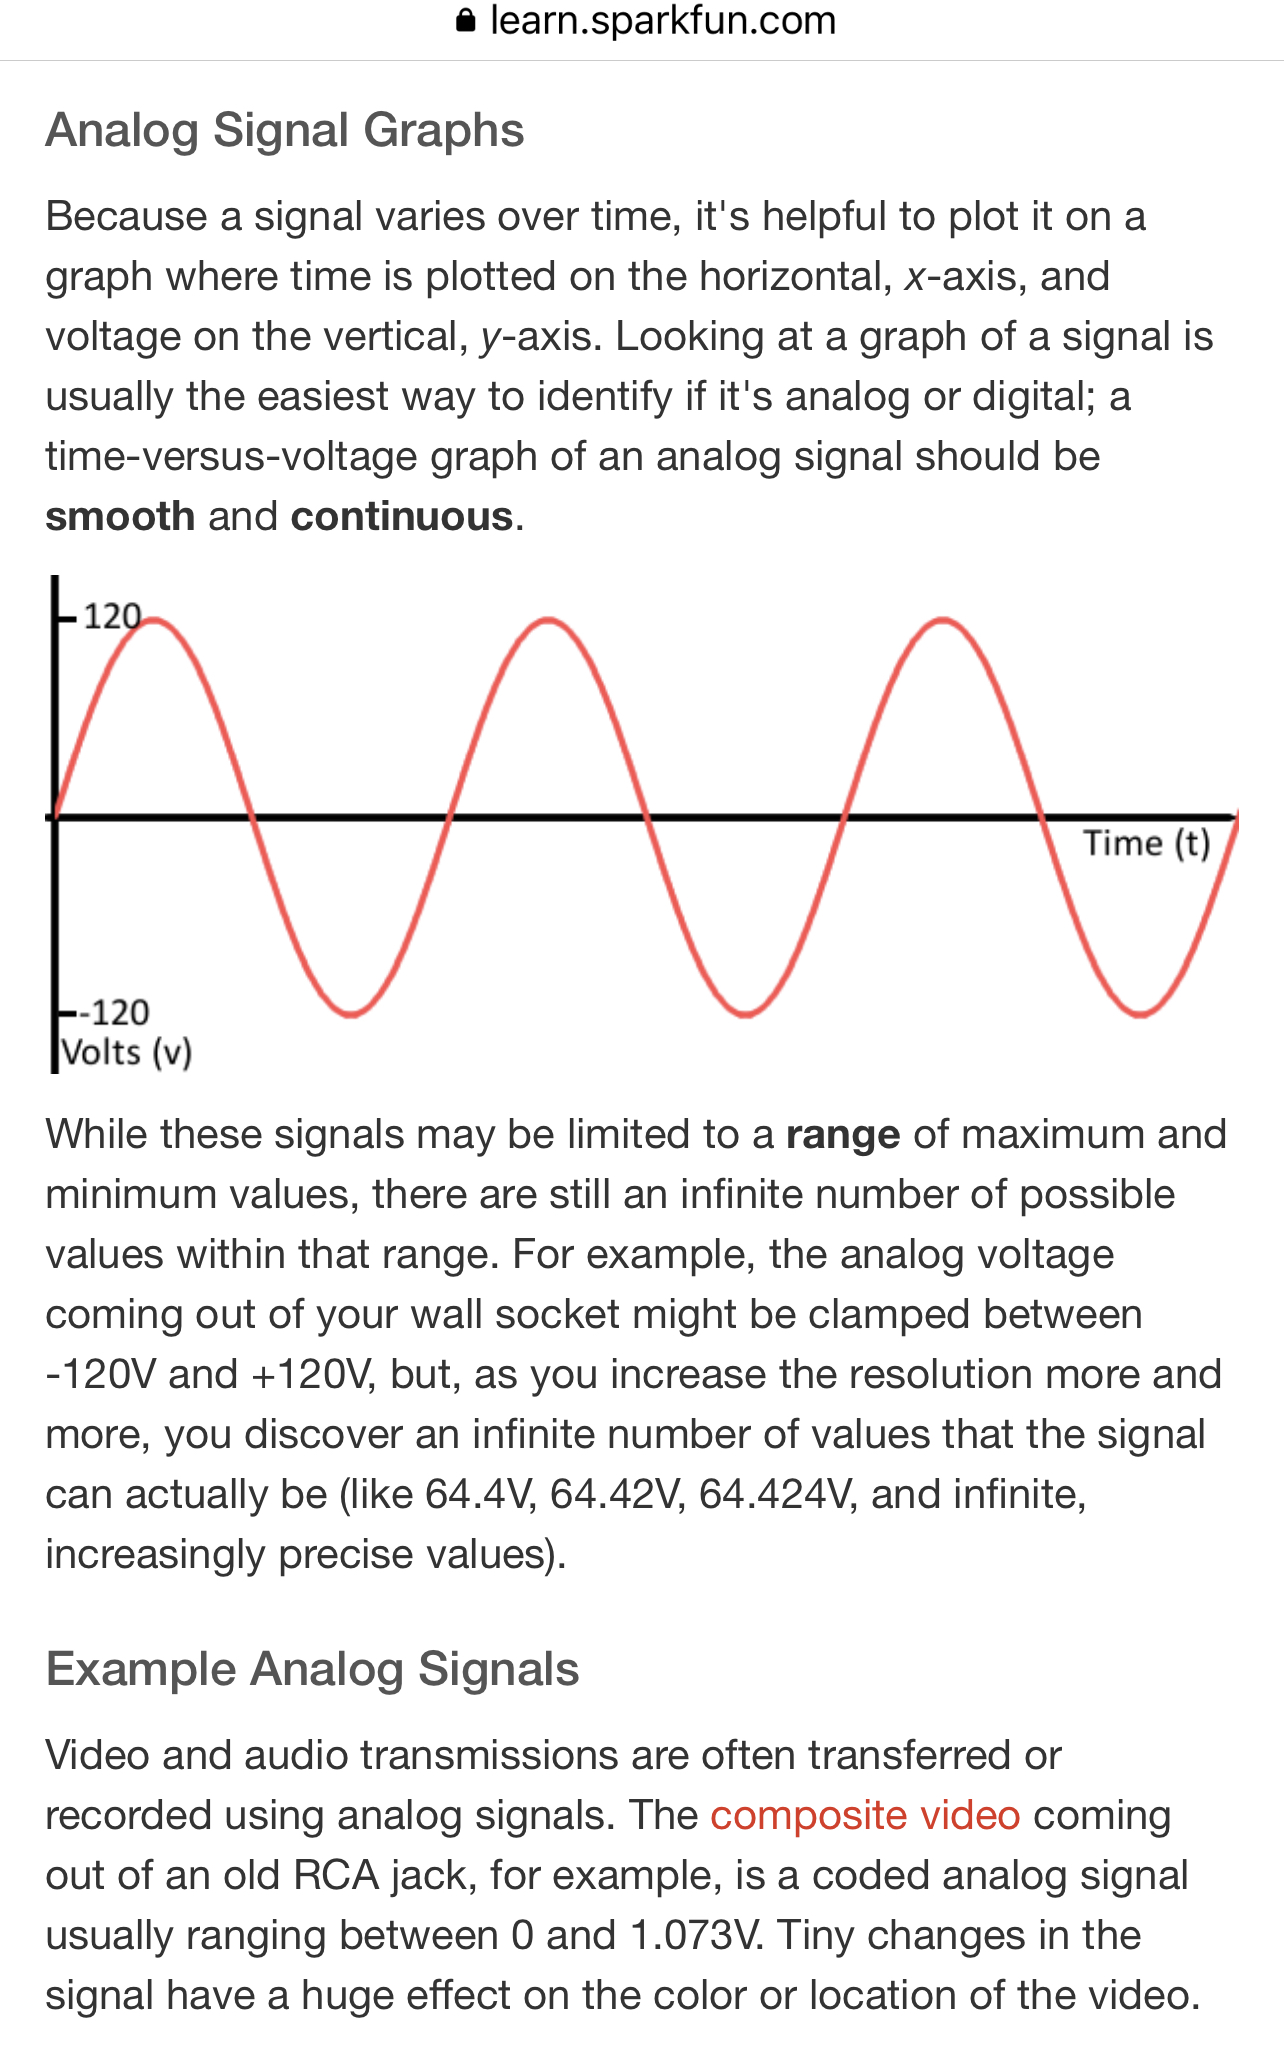 learn.sparkfun.com
Analog Signal Graphs
Because a signal varies over time, it's helpful to plot it on a
graph where time is plotted on the horizontal, x-axis, and
voltage on the vertical, y-axis. Looking at a graph of a signal is
usually the easiest way to identify if it's analog or digital; a
time-versus-voltage graph of an analog signal should be
smooth and continuous.
120
Time (t)
-120
Volts (v)
While these signals may be limited to a range of maximum and
minimum values, there are still an infinite number of possible
values within that range. For example, the analog voltage
coming out of your wall socket might be clamped between
-120V and +120V, but, as you increase the resolution more and
more, you discover an infinite number of values that the signal
can actually be (like 64.4V, 64.42V, 64.424V, and infinite,
increasingly precise values).
Example Analog Signals
Video and audio transmissions are often transferred or
recorded using analog signals. The composite video coming
out of an old RCA jack, for example, is a coded analog signal
usually ranging between 0 and 1.073V. Tiny changes in the
signal have a huge effect on the color or location of the video.